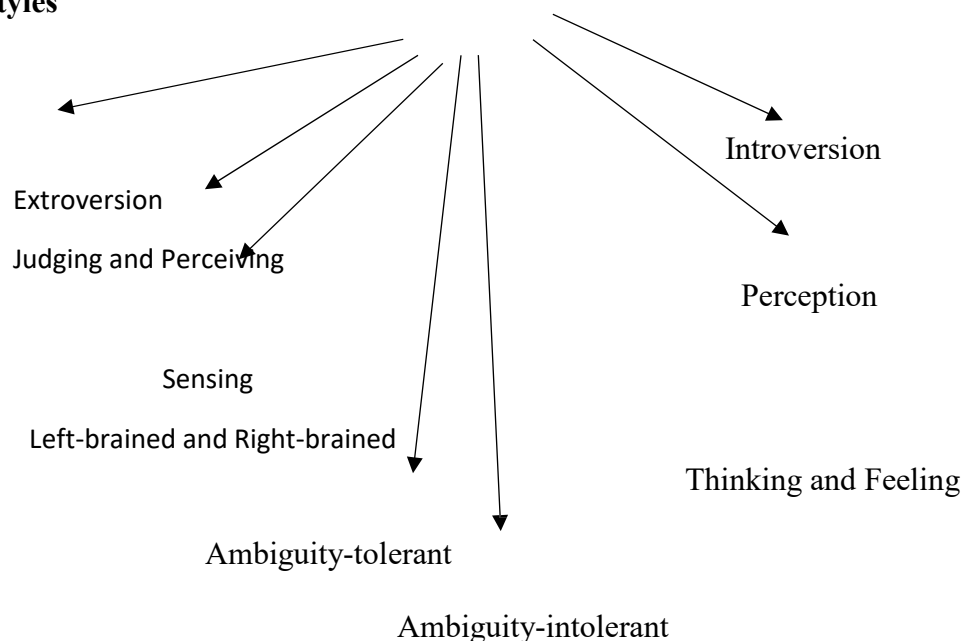 Introversion
Extroversion
Judging and Perceiving
Perception
Sensing
Left-brained and Right-brained
Thinking and Feeling
Ambiguity-tolerant
Ambiguity-intolerant